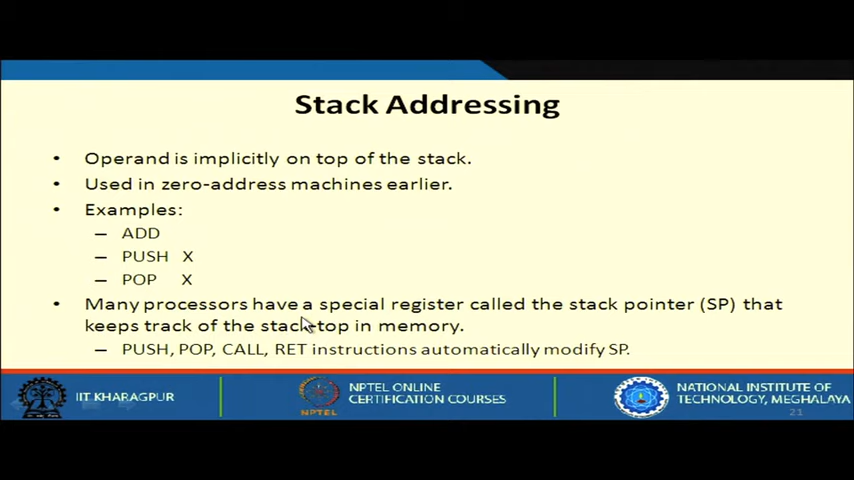 Stack Addressing
• Operand is implicitly on top of the stack.
• Used in zero-address machines earlier.
• Examples:
– ADD
– PUSH X
– POP X
• Many processors have a special register called the stack pointer (SP) that
keeps track of the stack-top in memory.
– PUSH, POP, CALL, RET instructions automatically modify SP.
IIT KHARAGPUR
NPTEL
NPTEL ONLINE
CERTIFICATION COURSES
NATIONAL INSTITUTE OF
TECHNOLOGY, MEGHALAYA
21